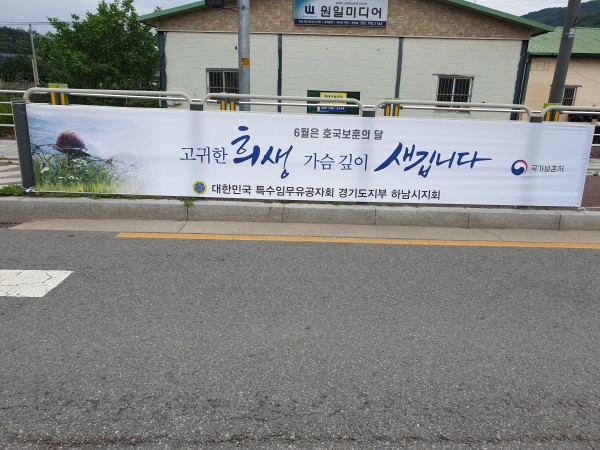 원일미디어
6월은 호국보훈의 달
고귀한 희생 가슴 깊이 새깁니다
국가보훈처
대한민국 특수임무유공자회 경기도지부 하남시지회